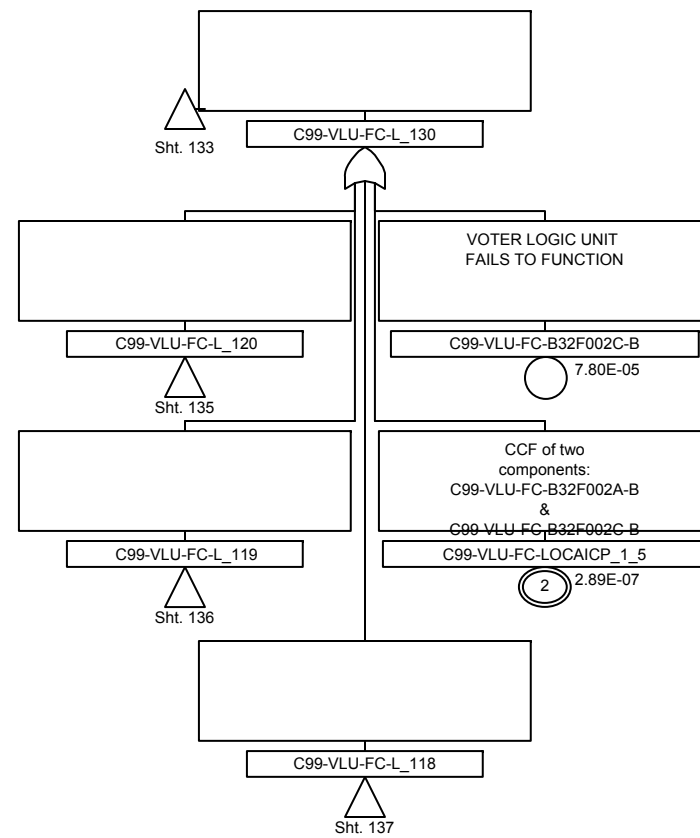 C99-VLU-FC-L_130
Sht. 133
VOTER LOGIC UNIT
FAILS TO FUNCTION
C99-VLU-FC-L_120
Sht. 135
C99-VLU-FC-B32F002C-B
7.80E-05
CCF of two
components:
C99-VLU-FC-B32F002A-B
&
C99-VLU-FC-B32F002C-B
C99-VLU-FC-L_119
Sht. 136
C99-VLU-FC-LOCAICP_1_5
2
2.89E-07
C99-VLU-FC-L_118
Sht. 137